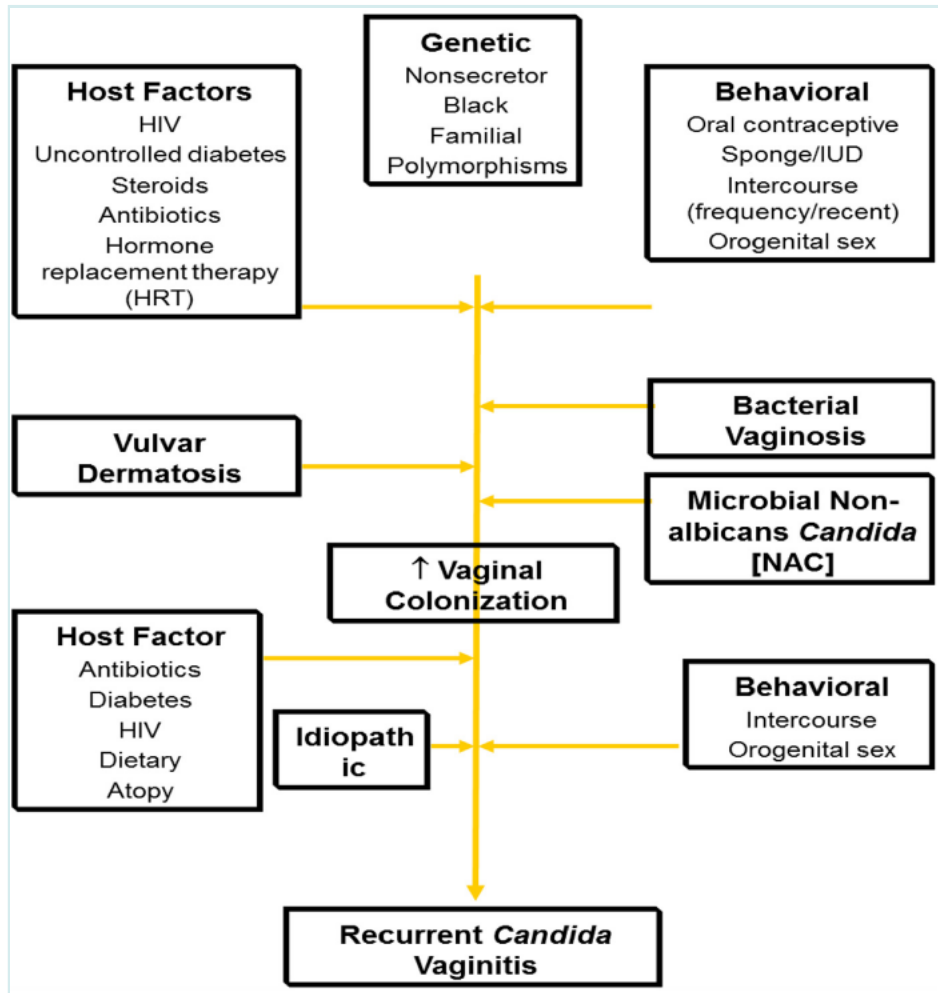 Genetic
Nonsecretor
Black
Familial
Polymorphisms
Host Factors
HIV
Uncontrolled diabetes
Steroids
Antibiotics
Hormone
replacement therapy
(HRT)
Behavioral
Oral contraceptive
Sponge/IUD
Intercourse
(frequency/recent)
Orogenital sex
Bacterial
Vaginosis
Vulvar
Dermatosis
Microbial Non-
albicans Candida
[NAC]
↑ Vaginal
Colonization
Host Factor
Antibiotics
Diabetes
HIV
Dietary
Atopy
Idiopath
ic
Behavioral
Intercourse
Orogenital sex
Recurrent Candida
Vaginitis